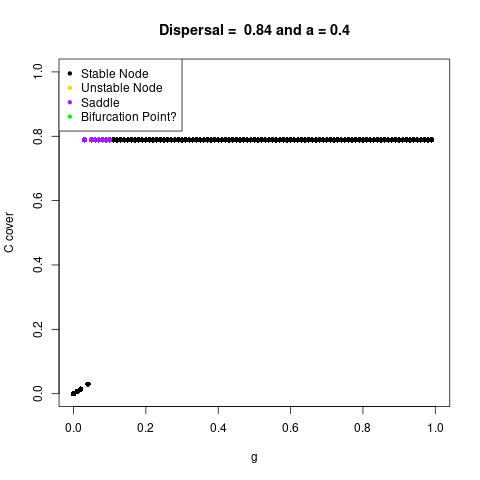 Dispersal =  0.84 and a = 0.4
Stable Node
Unstable Node
Saddle
Bifurcation Point?
C cover
1.0
0.8
0.6
0.4
0.2
0.0
0.0 0.2 0.4 0.6 0.8 1.0
g